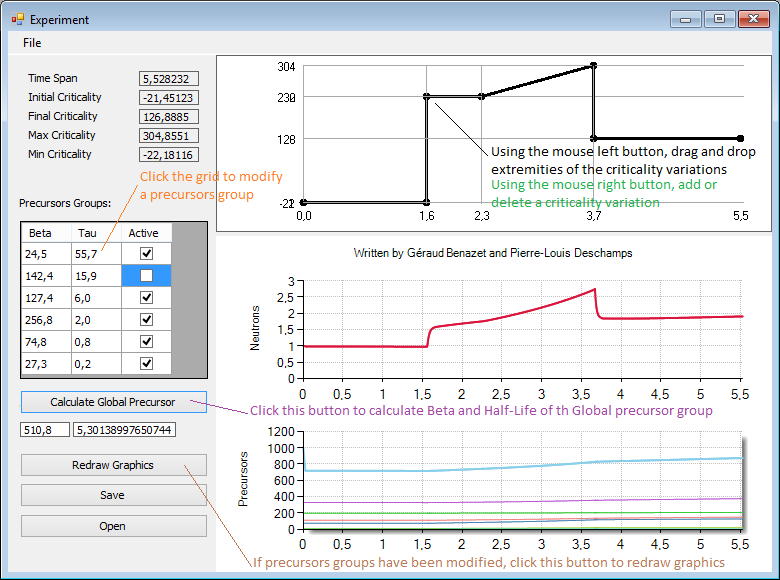 Experiment
File
Time Span 5,528232
Initial Criticality -21,45123
Final Criticality 126,8885
Max Criticality 304,8551
Min Criticality -22,18116
Click the grid to modify
a precursors group
Precursors Groups:
Beta Tau Active
24,5 55,7
142,4 15,9
127,4 6,0
256,8 2,0
74,8 0,8
27,3 0,2
Calculate Global Precursor
510,8 5,30138997650744
Redraw Graphics
Save
Open
304
230
126
-22
0,0 1,6 2,3 3,7 5,5
Using the mouse left button, drag and drop
extremities of the criticality variations
Using the mouse right button, add or
delete a criticality variation
Written by Géraud Benazet and Pierre-Louis Deschamps
Neutrons
3
2,5
2
1,5
1
0,5
0
0 0,5 1 1,5 2 2,5 3 3,5 4 4,5 5 5,5
Click this button to calculate Beta and Half-Life of th Global precursor group
Precursors
1200
1000
800
600
400
200
0
0 0,5 1 1,5 2 2,5 3 3,5 4 4,5 5 5,5
If precursors groups have been modified, click this button to redraw graphics